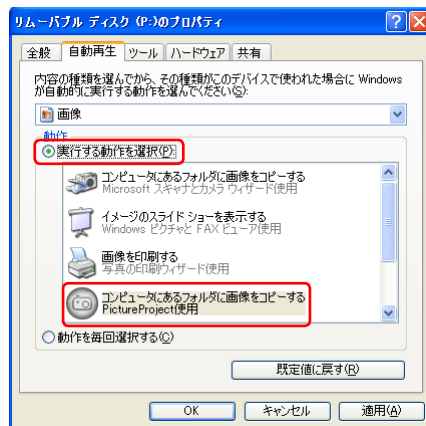 リムーバブル ディスク (P:)のプロパティ
全般 自動再生 ツール ハードウェア 共有
内容の種類を選んでから、その種類がこのデバイスで使われた場合に Windows
が自動的に実行する動作を選んでください(S):
画像
動作
実行する動作を選択(P):
コンピュータにあるフォルダに画像をコピーする
Microsoft スキャナとカメラ ウィザード使用
イメージのスライド ショーを表示する
Windows ピクチャと FAX ビューア使用
画像を印刷する
写真の印刷ウィザード使用
コンピュータにあるフォルダに画像をコピーする
PictureProject使用
動作を毎回選択する(C)
既定値に戻す(R)
OK キャンセル 適用(A)